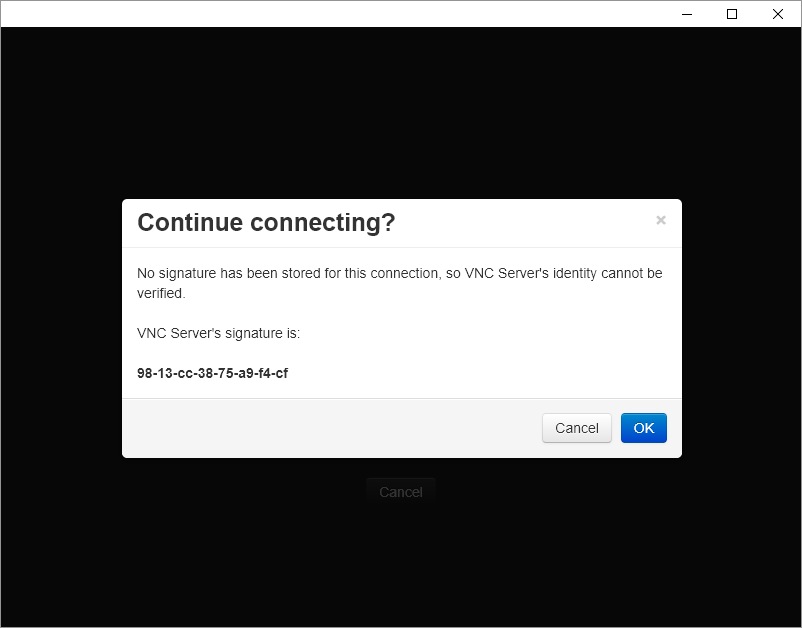 Continue connecting?
×
No signature has been stored for this connection, so VNC Server's identity cannot be
verified.
VNC Server's signature is:
98-13-cc-38-75-a9-f4-cf
Cancel OK
Cancel